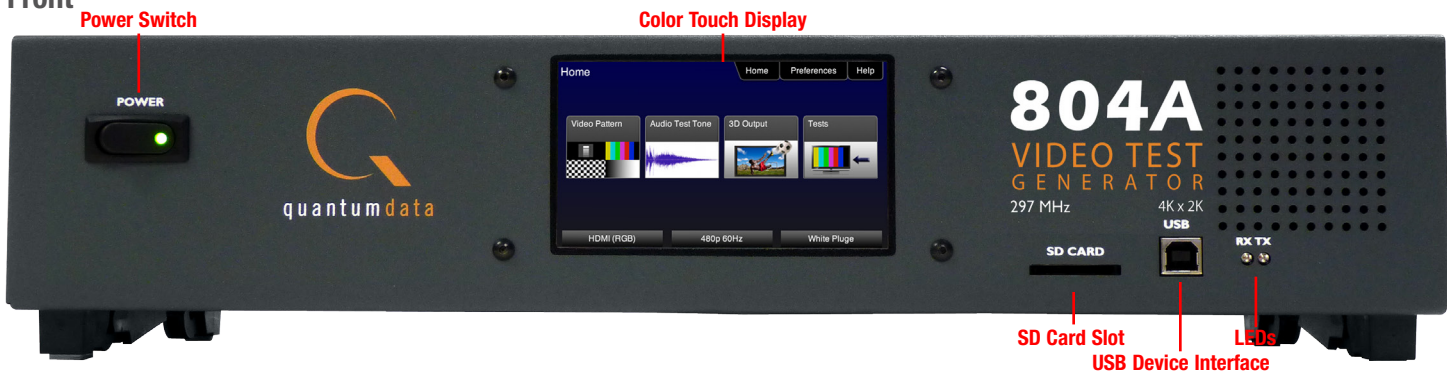 Front
Power Switch
Color Touch Display
POWER
quantumdata
Home
Home Preferences Help
Video Pattern Audio Test Tone 3D Output Tests
HDMI (RGB) 480p 60Hz White Pluge
804A
VIDEO TEST
GENERATOR
297 MHz 4K x 2K
USB
SD CARD
RX TX
SD Card Slot
LEDs
USB Device Interface